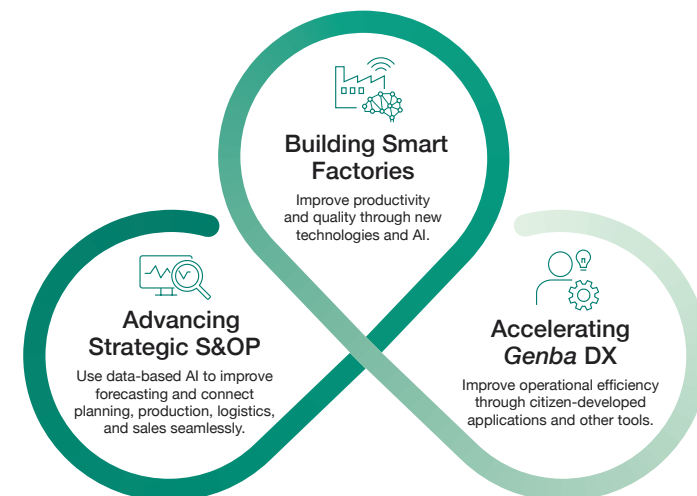 Building Smart
Factories
Improve productivity
and quality through new
technologies and AI.
Advancing
Strategic S&OP
Use data-based AI to improve
forecasting and connect
planning, production, logistics,
and sales seamlessly.
Accelerating
Genba DX
Improve operational efficiency
through citizen-developed
applications and other tools.